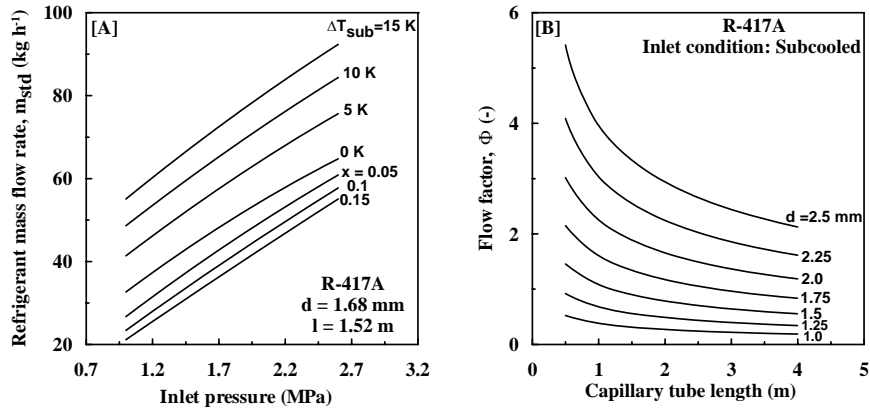 [A]
ΔTsub=15 K
10 K
5 K
0 K
x = 0.05
0.1
0.15
R-417A
d = 1.68 mm
l = 1.52 m
Refrigerant mass flow rate, mstd (kg h-1)
100
80
60
40
20
0.7
1.2
1.7
2.2
2.7
3.2
Inlet pressure (MPa)
[B]
R-417A
Inlet condition: Subcooled
d =2.5 mm
2.25
2.0
1.75
1.5
1.25
1.0
Flow factor, Φ (-)
6
4
2
0
0
1
2
3
4
5
Capillary tube length (m)